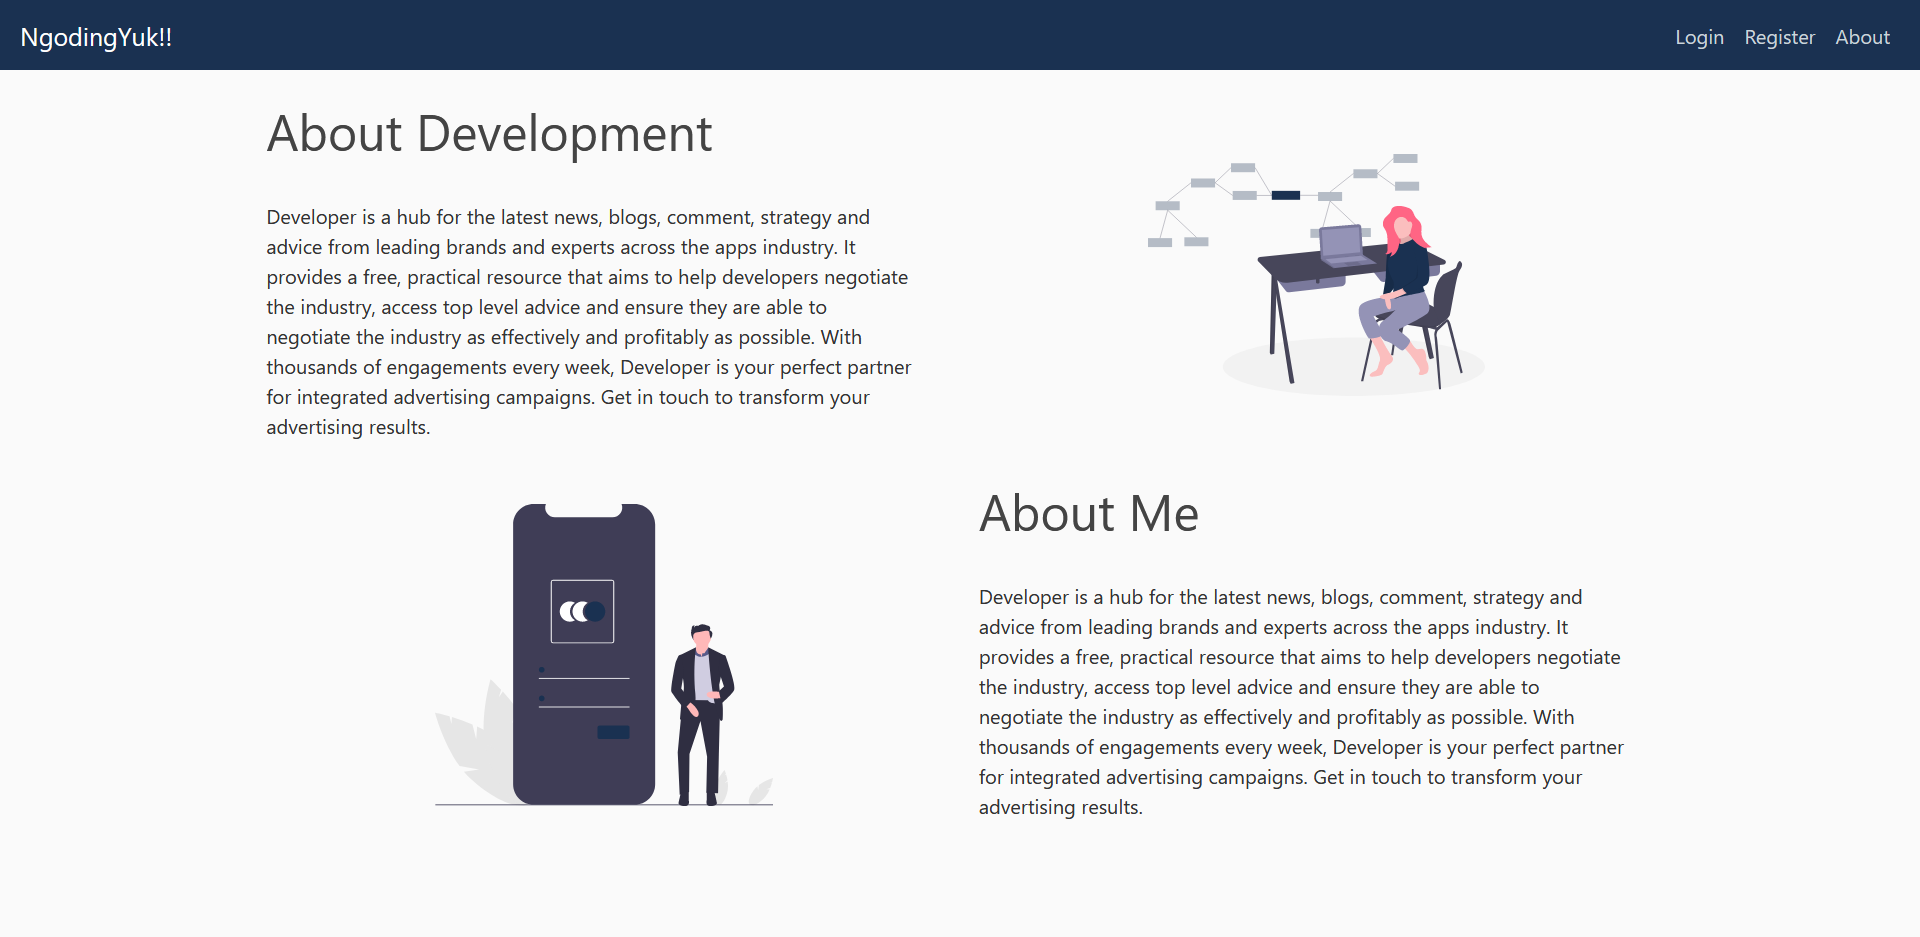 NgodingYuk!!
Login Register About
About Development
Developer is a hub for the latest news, blogs, comment, strategy and
advice from leading brands and experts across the apps industry. It
provides a free, practical resource that aims to help developers negotiate
the industry, access top level advice and ensure they are able to
negotiate the industry as effectively and profitably as possible. With
thousands of engagements every week, Developer is your perfect partner
for integrated advertising campaigns. Get in touch to transform your
advertising results.
About Me
Developer is a hub for the latest news, blogs, comment, strategy and
advice from leading brands and experts across the apps industry. It
provides a free, practical resource that aims to help developers negotiate
the industry, access top level advice and ensure they are able to
negotiate the industry as effectively and profitably as possible. With
thousands of engagements every week, Developer is your perfect partner
for integrated advertising campaigns. Get in touch to transform your
advertising results.